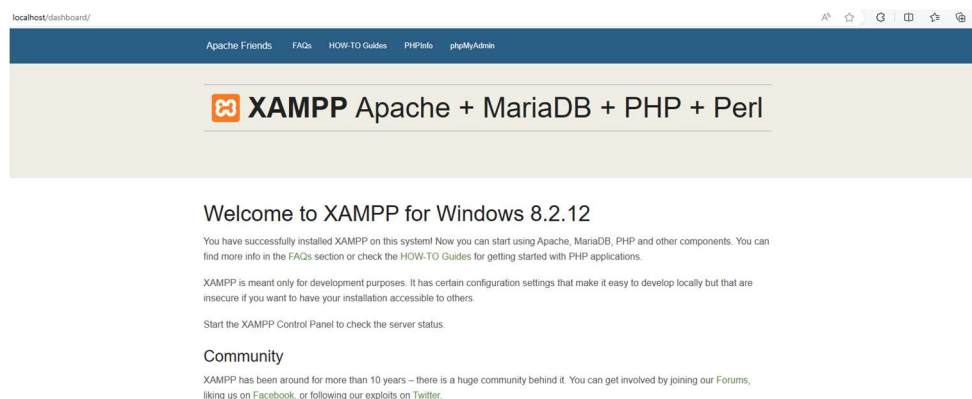 localhost/dashboard/
Apache Friends FAQs HOW-TO Guides PHPInfo phpMyAdmin
XAMPP Apache + MariaDB + PHP + Perl
Welcome to XAMPP for Windows 8.2.12
You have successfully installed XAMPP on this system! Now you can start using Apache, MariaDB, PHP and other components. You can
find more info in the FAQs section or check the HOW-TO Guides for getting started with PHP applications.
XAMPP is meant only for development purposes. It has certain configuration settings that make it easy to develop locally but that are
insecure if you want to have your installation accessible to others.
Start the XAMPP Control Panel to check the server status.
Community
XAMPP has been around for more than 10 years – there is a huge community behind it. You can get involved by joining our Forums,
liking us on Facebook, or following our exploits on Twitter.